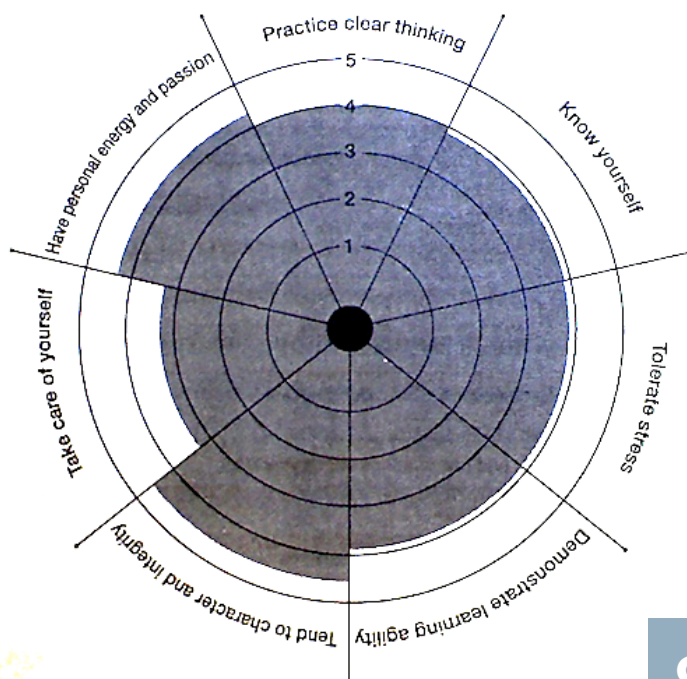 Practice clear thinking
Know yourself
Tolerate stress
Demonstrate learning agility
Tend to character and integrity
Take care of yourself
Have personal energy and passion
5
4
3
2
1